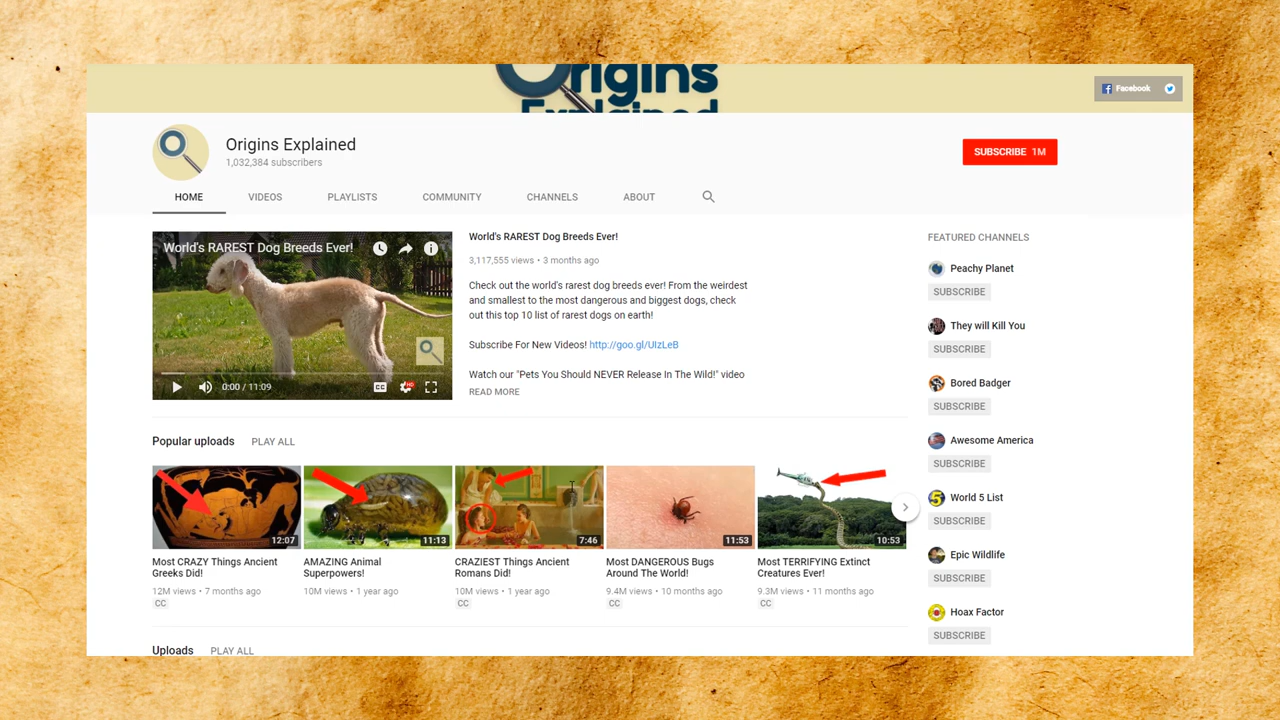 Origins
Explained
Facebook
Origins Explained
1,032,384 subscribers
SUBSCRIBE 1M
HOME VIDEOS PLAYLISTS COMMUNITY CHANNELS ABOUT
World's RAREST Dog Breeds Ever!
0:00 / 11:09
CC
HD
World's RAREST Dog Breeds Ever!
3,117,555 views • 3 months ago
Check out the world's rarest dog breeds ever! From the weirdest
and smallest to the most dangerous and biggest dogs, check
out this top 10 list of rarest dogs on earth!
Subscribe For New Videos! http://goo.gl/UIzLeB
Watch our "Pets You Should NEVER Release In The Wild!" video
READ MORE
Popular uploads PLAY ALL
12:07
Most CRAZY Things Ancient
Greeks Did!
12M views • 7 months ago
CC
11:13
AMAZING Animal
Superpowers!
10M views • 1 year ago
7:46
CRAZIEST Things Ancient
Romans Did!
10M views • 1 year ago
CC
11:53
Most DANGEROUS Bugs
Around The World!
9.4M views • 10 months ago
CC
10:53
Most TERRIFYING Extinct
Creatures Ever!
9.3M views • 11 months ago
CC
Uploads PLAY ALL
FEATURED CHANNELS
Peachy Planet
SUBSCRIBE
They will Kill You
SUBSCRIBE
Bored Badger
SUBSCRIBE
Awesome America
SUBSCRIBE
5
World 5 List
SUBSCRIBE
Epic Wildlife
SUBSCRIBE
Hoax Factor
SUBSCRIBE